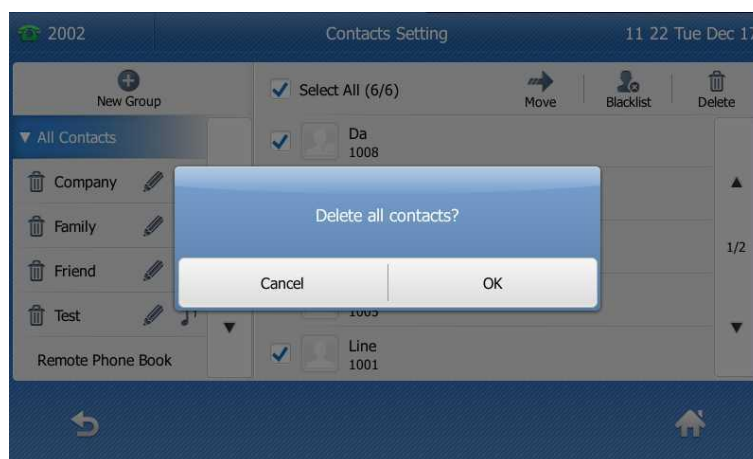 2002 Contacts Setting 11 22 Tue Dec 17
New Group
Select All (6/6)
Move Blacklist Delete
All Contacts
Da
1008
Company
Family
Friend
Test
Remote Phone Book
Delete all contacts?
Cancel OK
1/2
1005
Line
1001